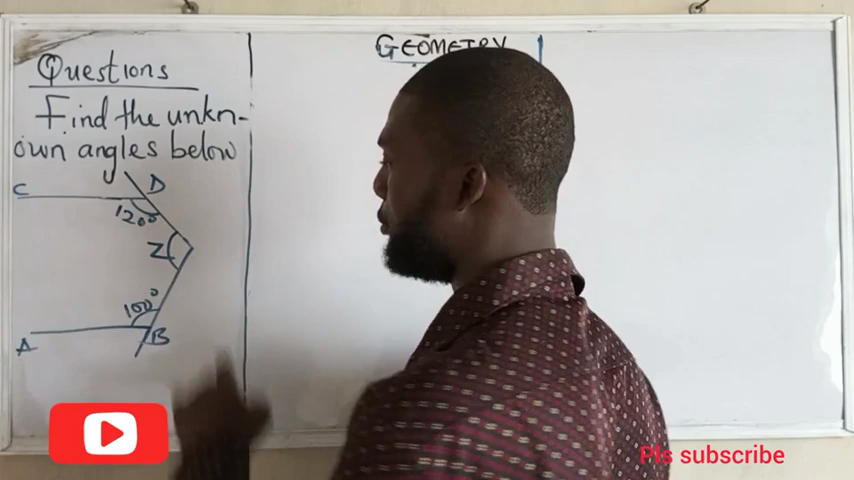 GEOMETRY
Questions
Find the unkn-
own angles below
C D
120°
Z
100°
A B
Pls subscribe